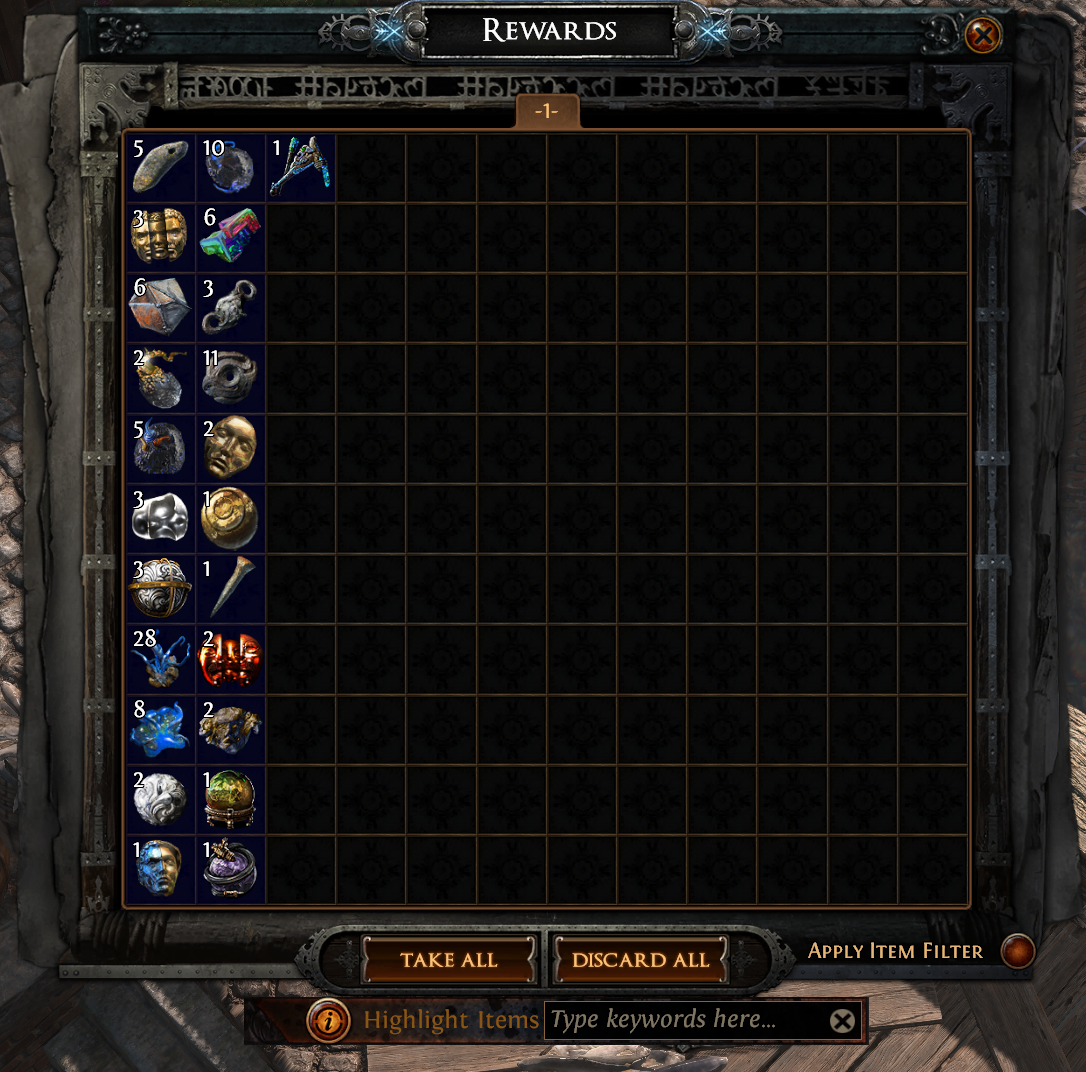 Rewards
-1-
5 10 1
3 6
6 3
2 11
5 2
3 1
3 1
28 2
8 2
2 1
1 1
TAKE ALL DISCARD ALL Apply Item Filter
Highlight Items Type keywords here...